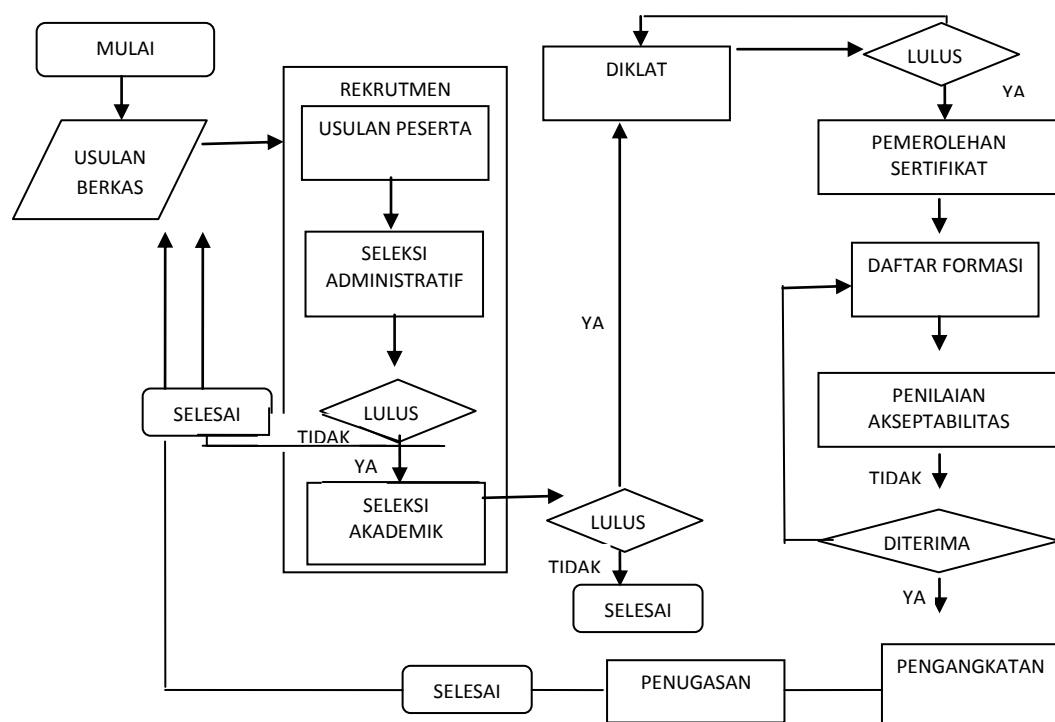 MULAI
USULAN
BERKAS
REKRUTMEN
USULAN PESERTA
SELEKSI
ADMINISTRATIF
LULUS
TIDAK
YA
SELESAI
SELEKSI
AKADEMIK
LULUS
TIDAK
SELESAI
YA
DIKLAT
LULUS
YA
PEMEROLEHAN
SERTIFIKAT
DAFTAR FORMASI
PENILAIAN
AKSEPTABILITAS
TIDAK
DITERIMA
YA
PENGANGKATAN
PENUGASAN
SELESAI